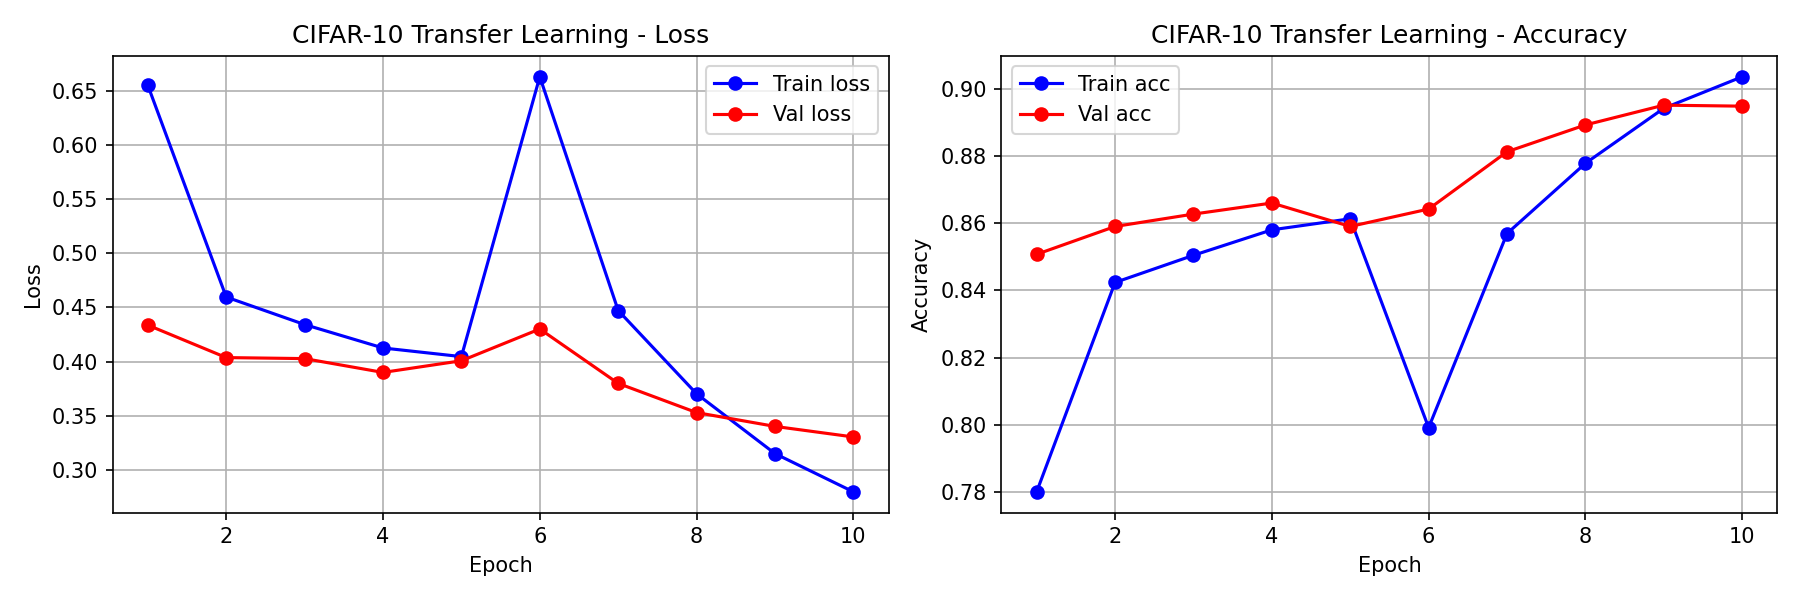 CIFAR-10 Transfer Learning - Loss
Train loss
Val loss
0.65
0.60
0.55
0.50
0.45
0.40
0.35
0.30
Loss
2
4
6
8
10
Epoch
CIFAR-10 Transfer Learning - Accuracy
Train acc
Val acc
0.90
0.88
0.86
0.84
0.82
0.80
0.78
Accuracy
2
4
6
8
10
Epoch